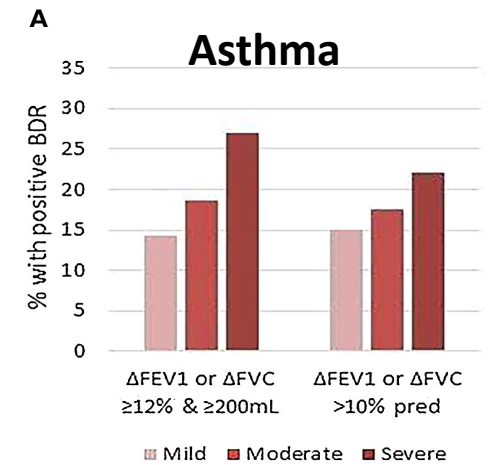 A
Asthma
% with positive BDR
35
30
25
20
15
10
5
0
ΔFEV1 or ΔFVC
≥12% & ≥200mL
ΔFEV1 or ΔFVC
>10% pred
Mild Moderate Severe